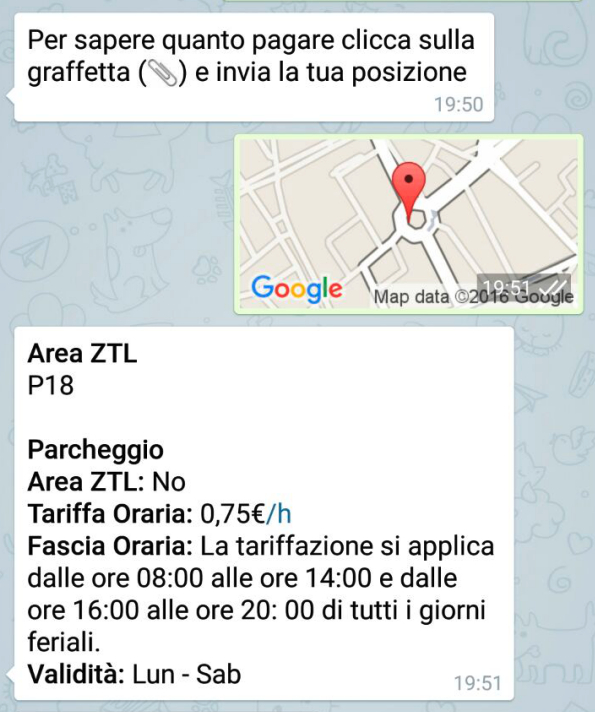 Per sapere quanto pagare clicca sulla
graffetta (📎) e invia la tua posizione
19:50
Google
Map data ©2016 Google
19:51
Area ZTL
P18
Parcheggio
Area ZTL: No
Tariffa Oraria: 0,75€/h
Fascia Oraria: La tariffazione si applica
dalle ore 08:00 alle ore 14:00 e dalle
ore 16:00 alle ore 20: 00 di tutti i giorni
feriali.
Validità: Lun - Sab
19:51